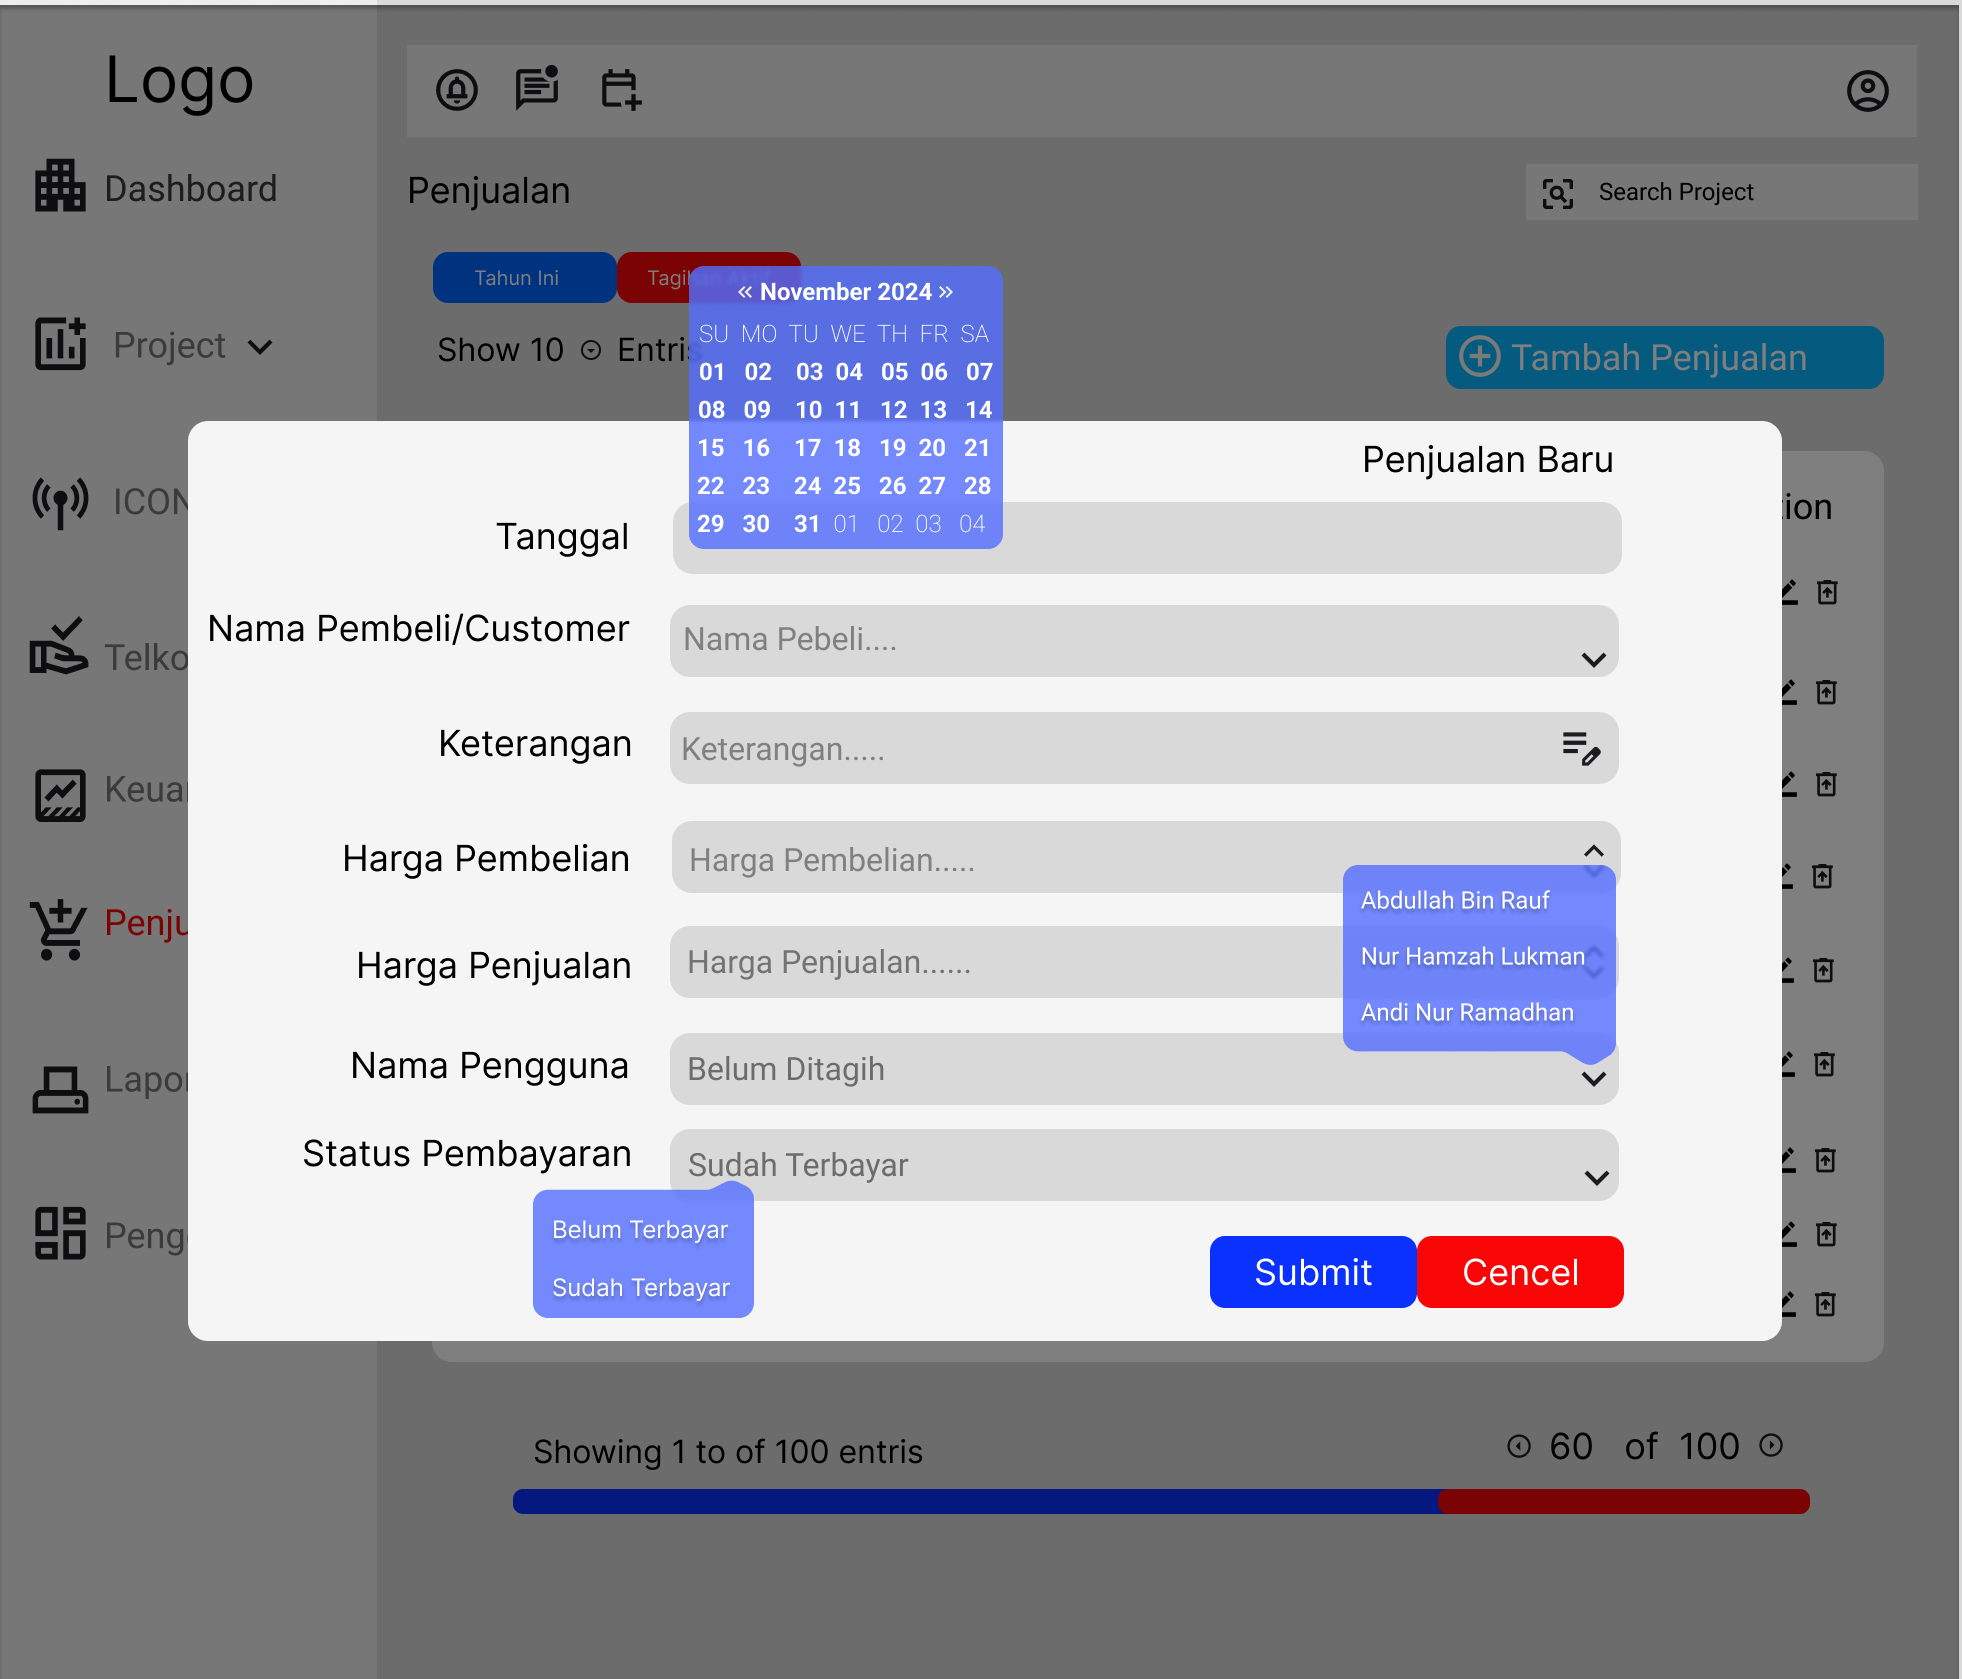 Logo
Dashboard
Project
ICON
Telko
Keuan
Penju
Lapor
Peng
Penjualan
Search Project
Tahun Ini
Tagihan Aktif
Show 10 Entris
Tambah Penjualan
« November 2024 »
SU MO TU WE TH FR SA
01 02 03 04 05 06 07
08 09 10 11 12 13 14
15 16 17 18 19 20 21
22 23 24 25 26 27 28
29 30 31 01 02 03 04
Penjualan Baru
tion
Tanggal
Nama Pembeli/Customer
Nama Pebeli....
Keterangan
Keterangan.....
Harga Pembelian
Harga Pembelian.....
Abdullah Bin Rauf
Nur Hamzah Lukman
Andi Nur Ramadhan
Harga Penjualan
Harga Penjualan......
Nama Pengguna
Belum Ditagih
Status Pembayaran
Sudah Terbayar
Belum Terbayar
Sudah Terbayar
Submit
Cencel
Showing 1 to of 100 entris
60 of 100